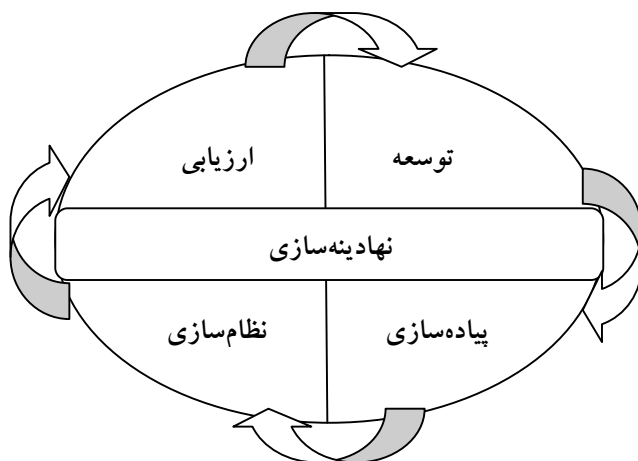 توسعه
ارزیابی
نهادینه‌سازی
پیاده‌سازی
نظام‌سازی